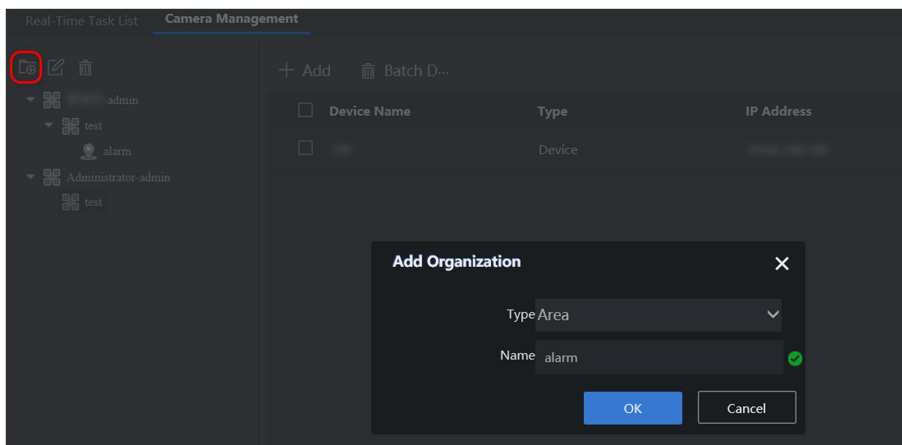 Real-Time Task List Camera Management
Add Batch D...
admin
test
alarm
Administrator-admin
test
Device Name Type IP Address
Device
Add Organization
Type Area
Name alarm
OK Cancel